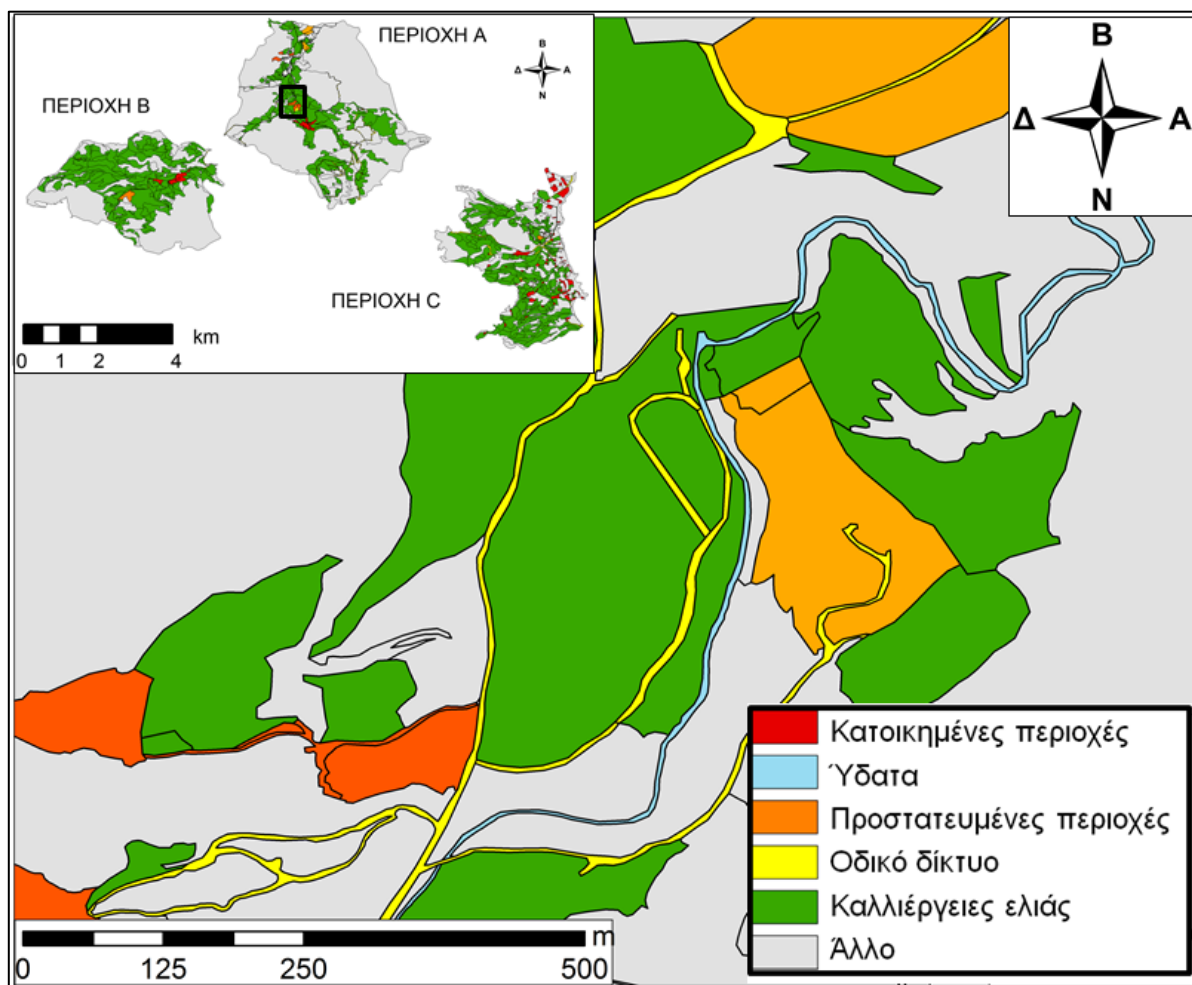 ΠΕΡΙΟΧΗ Α
ΠΕΡΙΟΧΗ Β
ΠΕΡΙΟΧΗ C
Β
Δ Α
Ν
0 1 2 4 km
Β
Δ Α
Ν
Κατοικημένες περιοχές
Ύδατα
Προστατευμένες περιοχές
Οδικό δίκτυο
Καλλιέργειες ελιάς
Άλλο
m
0 125 250 500